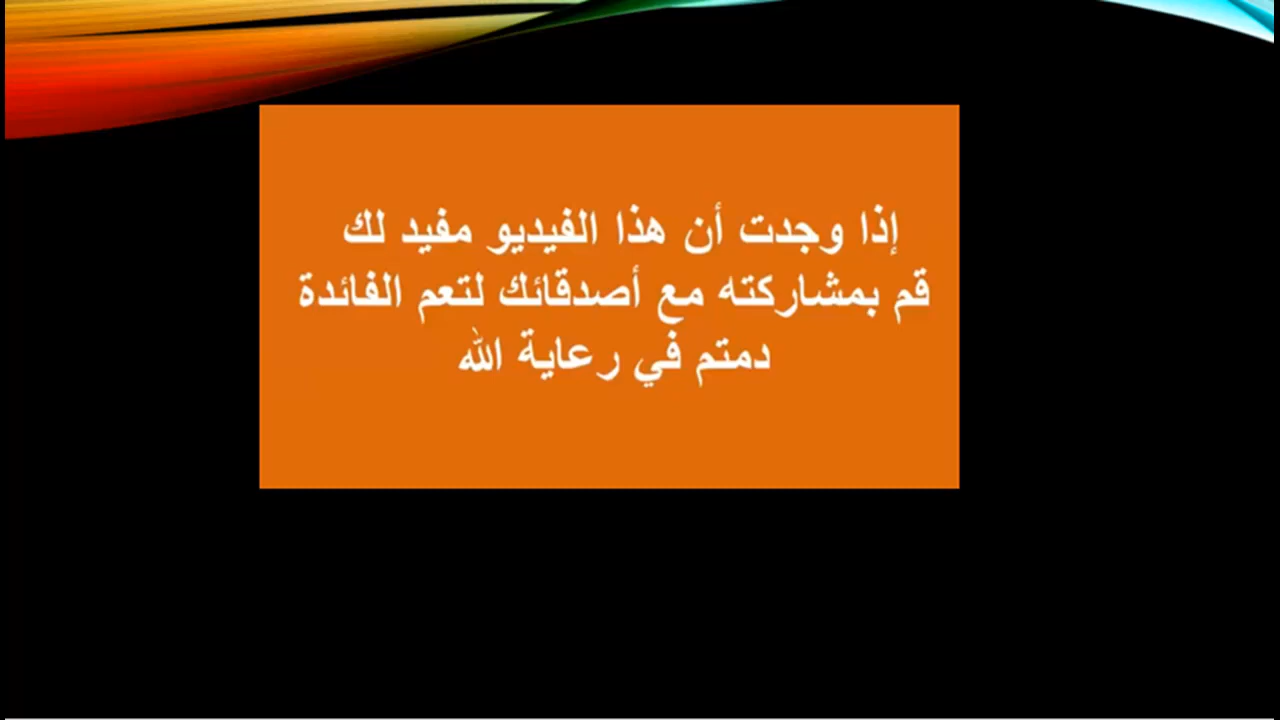 إذا وجدت أن هذا الفيديو مفيد لك
قم بمشاركته مع أصدقائك لتعم الفائدة
دمتم في رعاية الله